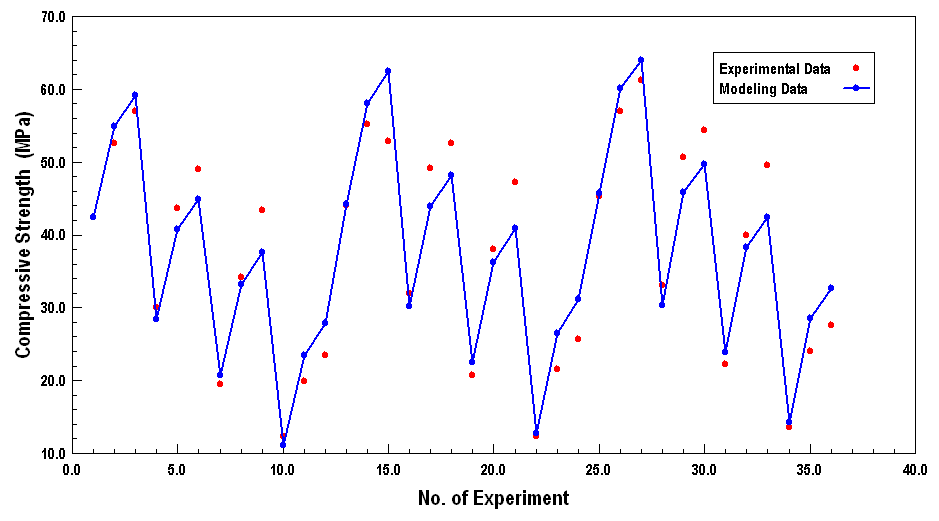 70.0
60.0
50.0
40.0
30.0
20.0
10.0
Compressive Strength (MPa)
Experimental Data
Modeling Data
0.0 5.0 10.0 15.0 20.0 25.0 30.0 35.0 40.0
No. of Experiment